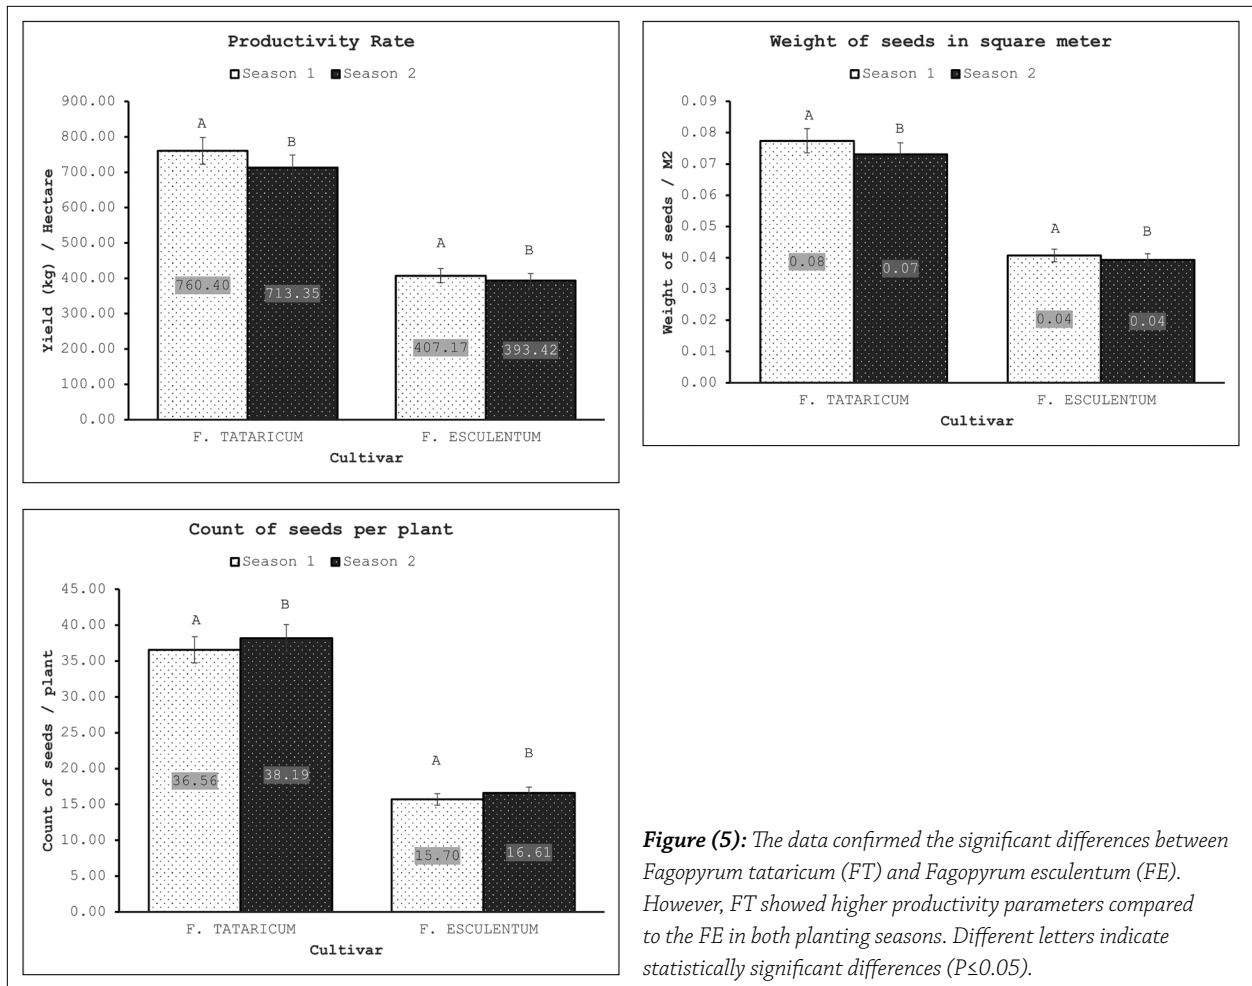 Productivity Rate
Season 1 Season 2
Yield (kg) / Hectare
900.00
800.00
700.00
600.00
500.00
400.00
300.00
200.00
100.00
0.00
A
B
A
B
760.40
713.35
407.17
393.42
F. TATARICUM F. ESCULENTUM
Cultivar
Weight of seeds in square meter
Season 1 Season 2
Weight of seeds / M2
0.09
0.08
0.07
0.06
0.05
0.04
0.03
0.02
0.01
0.00
A
B
A
B
0.08
0.07
0.04
0.04
F. TATARICUM F. ESCULENTUM
Cultivar
Count of seeds per plant
Season 1 Season 2
Count of seeds / plant
45.00
40.00
35.00
30.00
25.00
20.00
15.00
10.00
5.00
0.00
A
B
A
B
36.56
38.19
15.70
16.61
F. TATARICUM F. ESCULENTUM
Cultivar
Figure (5): The data confirmed the significant differences between
Fagopyrum tataricum (FT) and Fagopyrum esculentum (FE).
However, FT showed higher productivity parameters compared
to the FE in both planting seasons. Different letters indicate
statistically significant differences (P≤0.05).